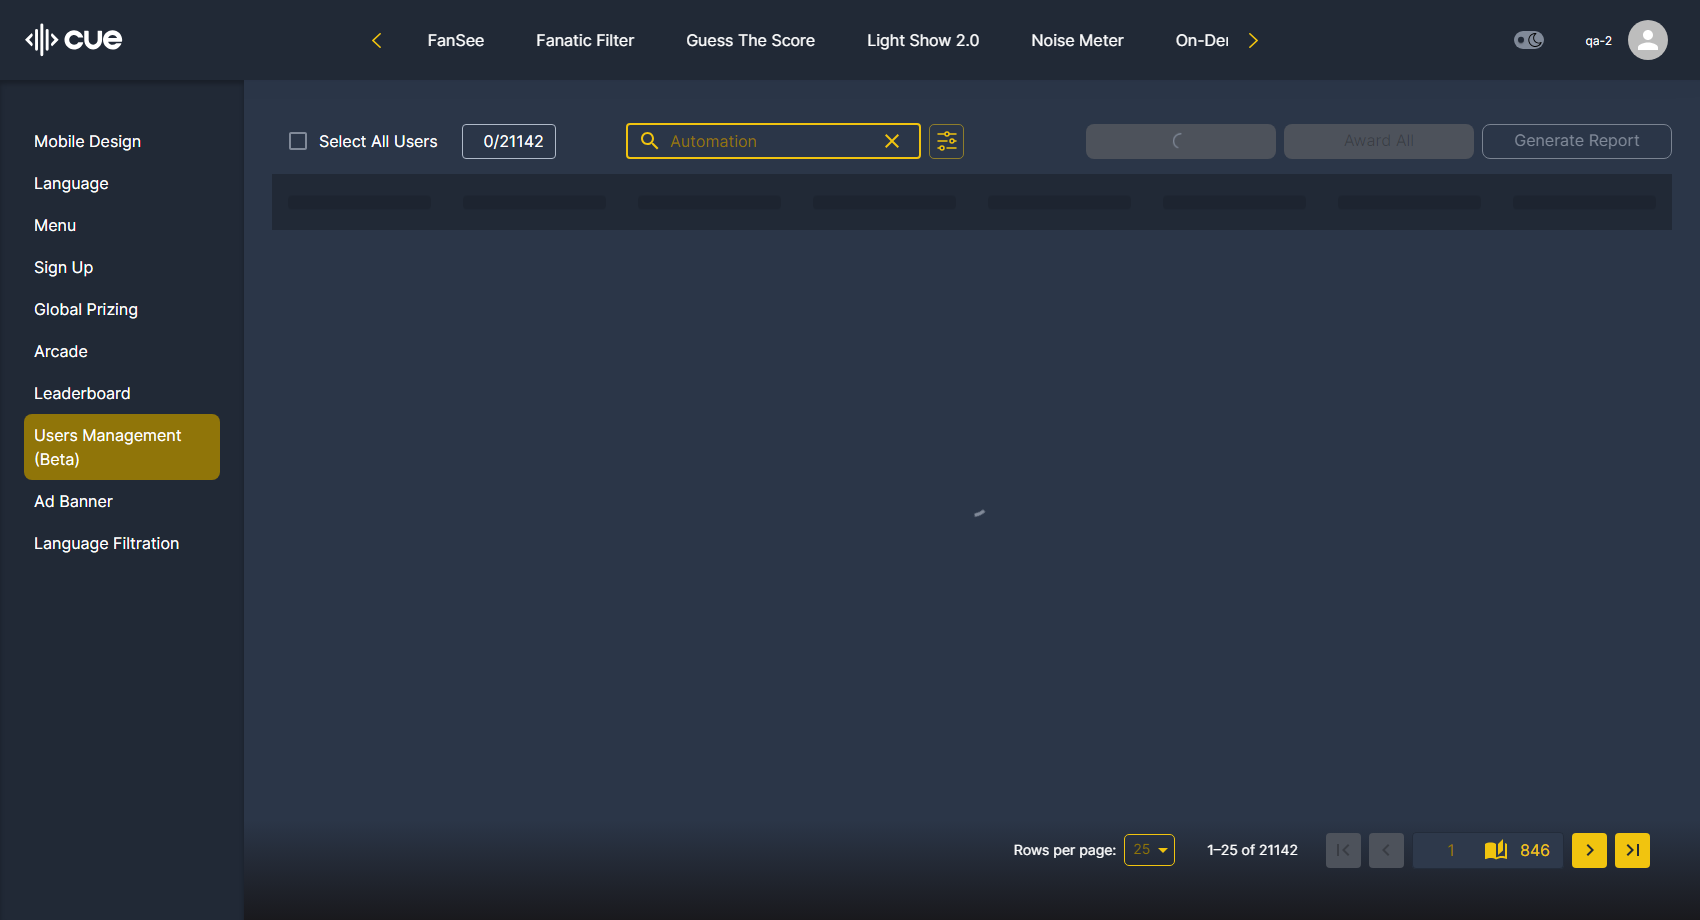 cue
FanSee
Fanatic Filter
Guess The Score
Light Show 2.0
Noise Meter
On-Der
qa-2
Mobile Design
Language
Menu
Sign Up
Global Prizing
Arcade
Leaderboard
Users Management
(Beta)
Ad Banner
Language Filtration
Select All Users
0/21142
Automation
Award All
Generate Report
Rows per page:
25
1–25 of 21142
1
846